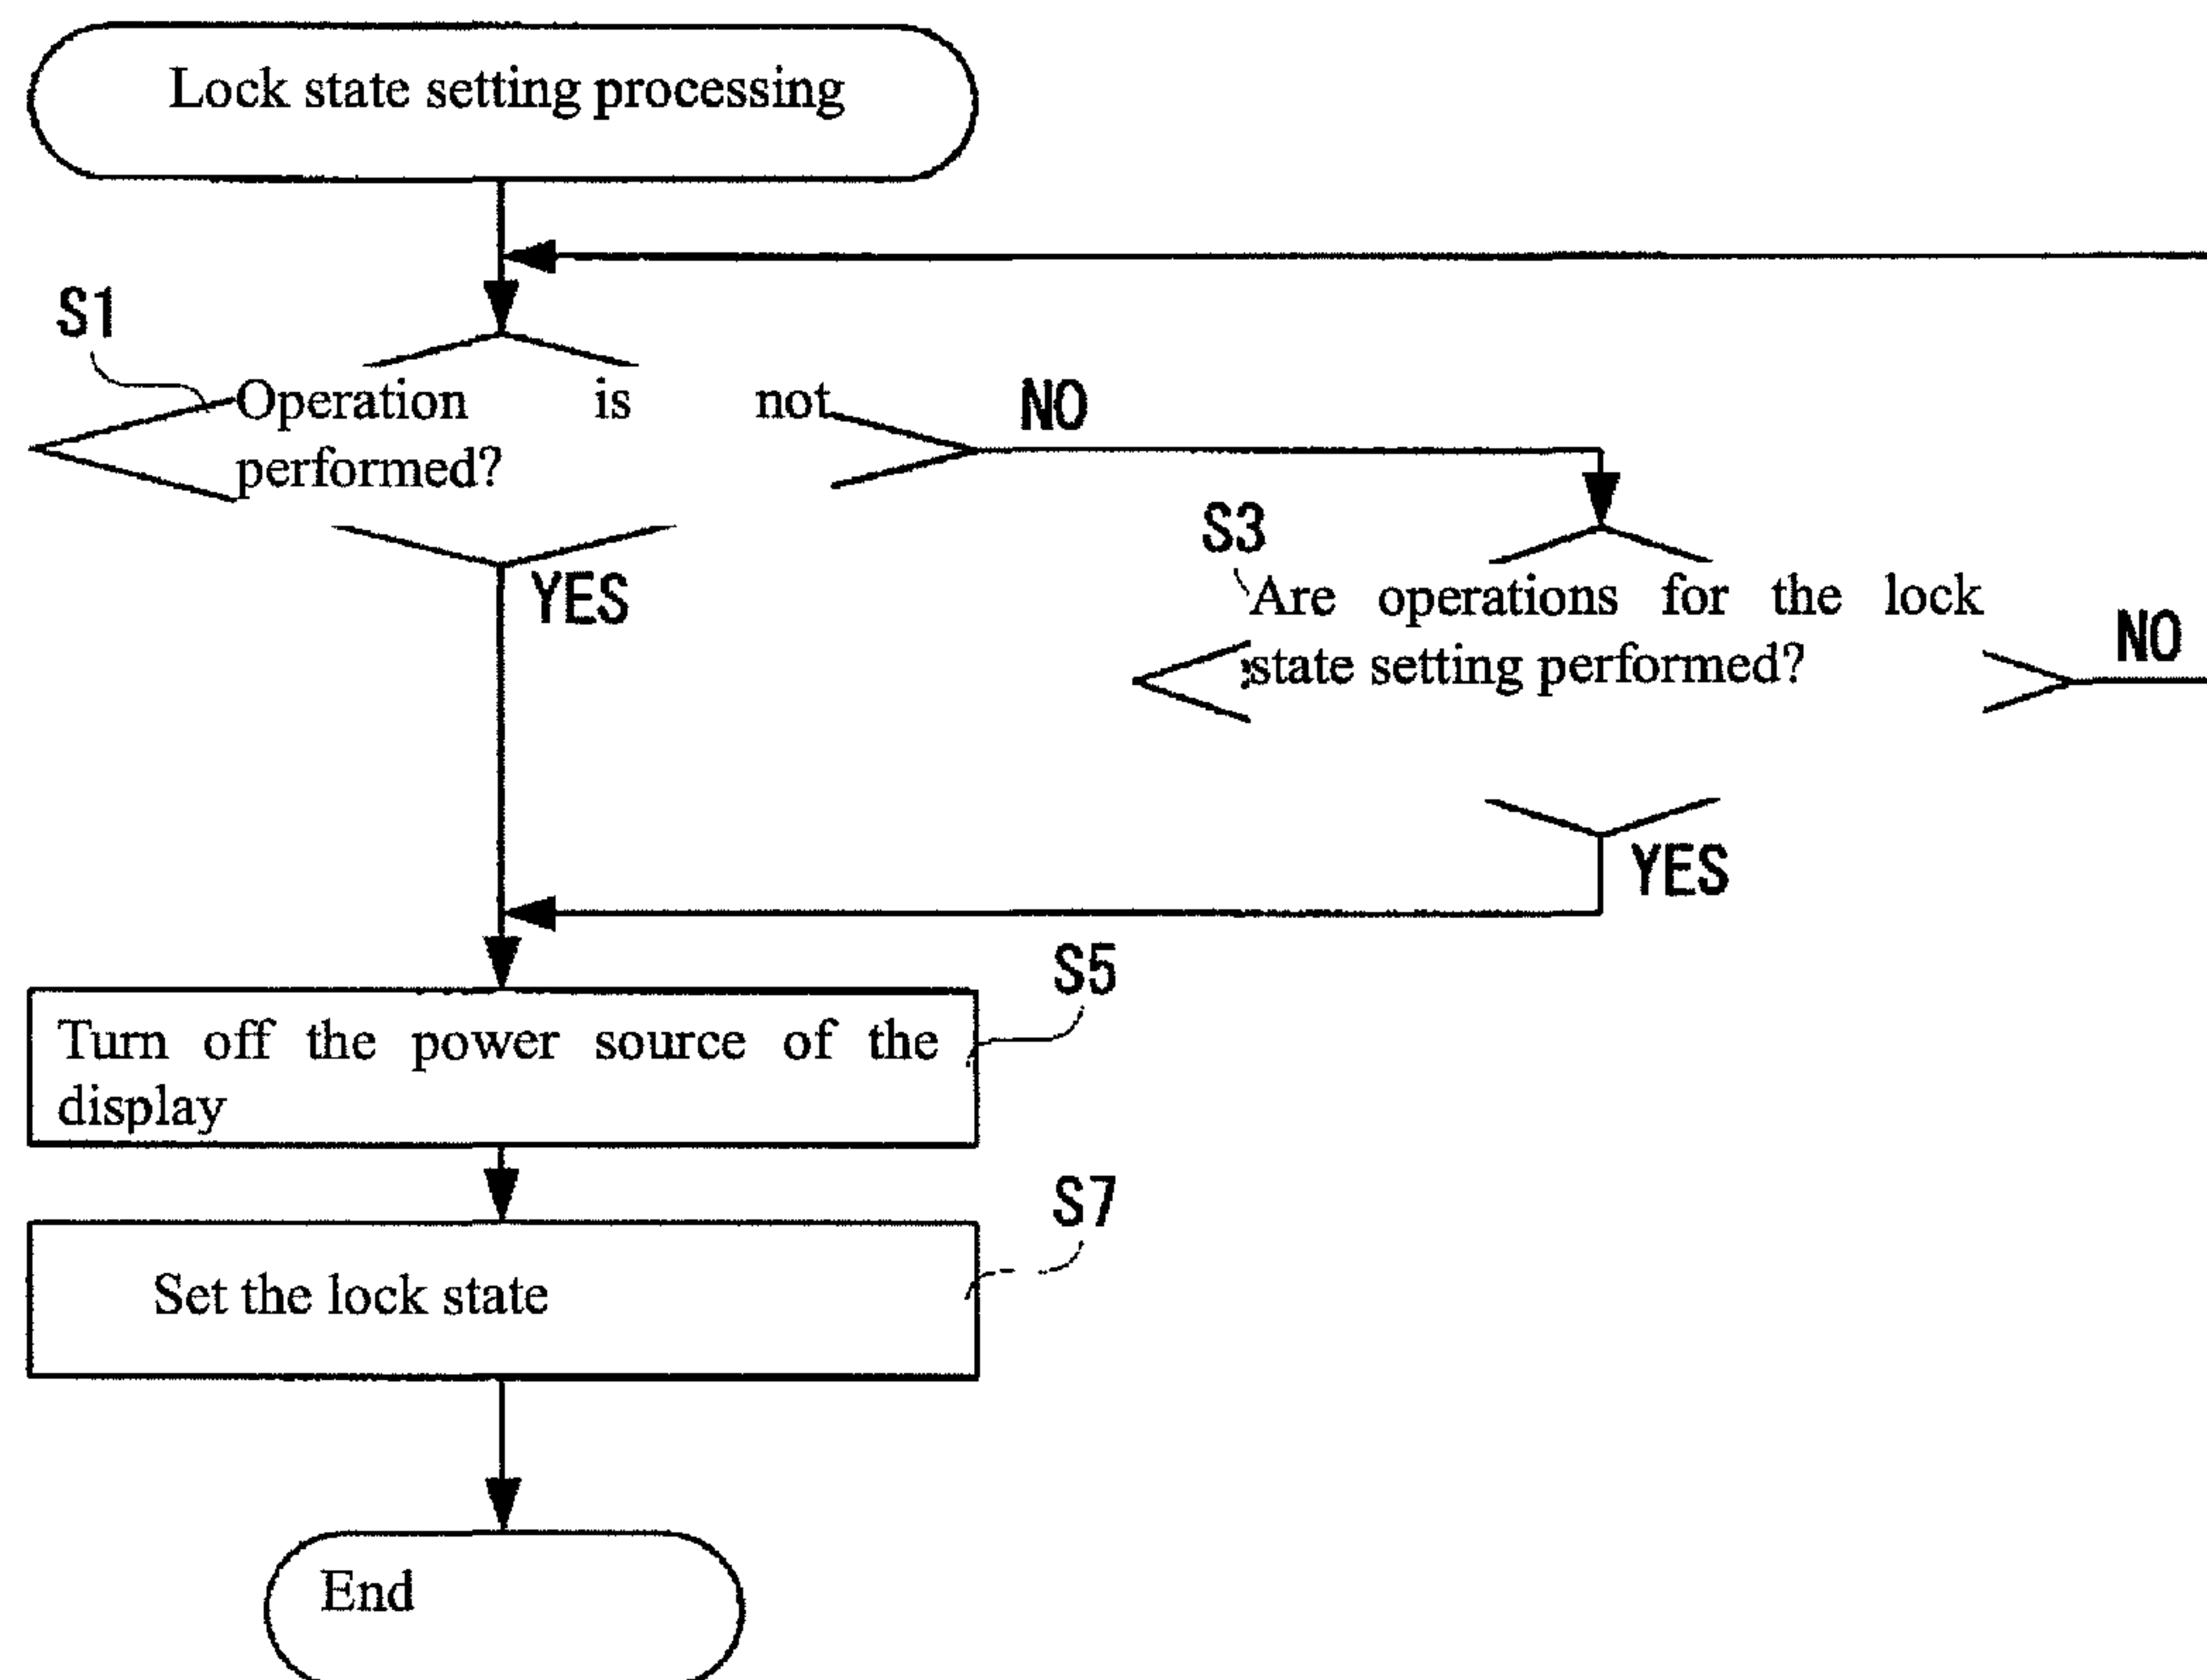 Lock state setting processing
S1
Operation is not
performed?
NO
YES
S3
Are operations for the lock
state setting performed?
NO
YES
S5
Turn off the power source of the
display
S7
Set the lock state
End